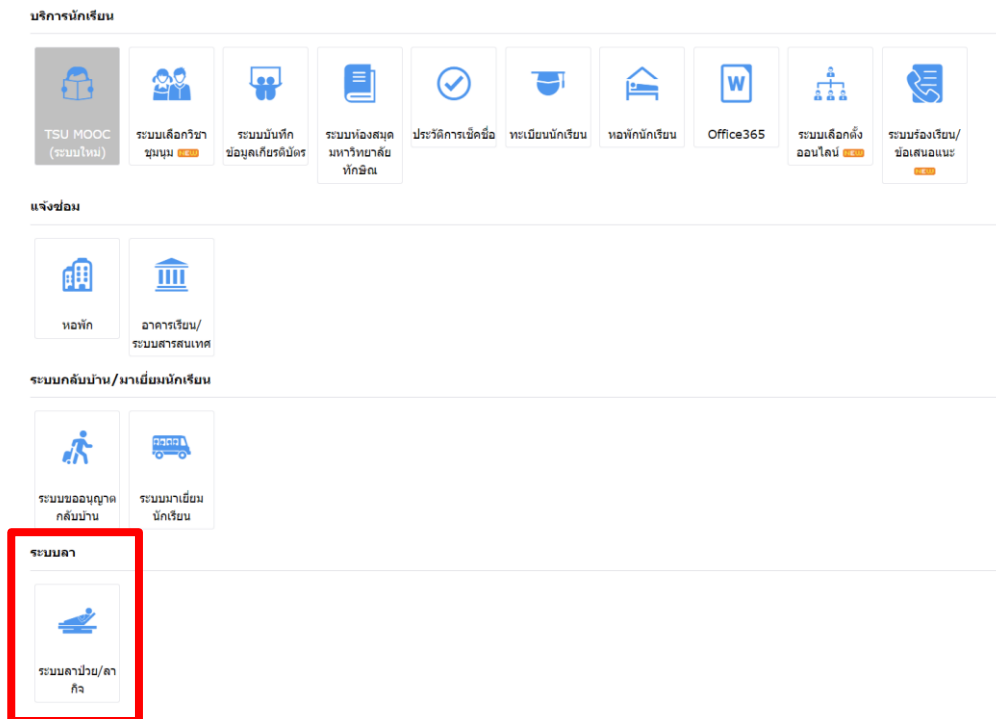 บริการนักเรียน
TSU MOOC
(ระบบใหม่)
ระบบเลือกวิชา
ชุมนุม NEW
ระบบบันทึก
ข้อมูลเกียรติบัตร
ระบบห้องสมุด
มหาวิทยาลัย
ทักษิณ
ประวัติการเช็คชื่อ
ทะเบียนนักเรียน
หอพักนักเรียน
W
Office365
ระบบเลือกตั้ง
ออนไลน์ NEW
ระบบร้องเรียน/
ข้อเสนอแนะ
NEW
แจ้งซ่อม
หอพัก
อาคารเรียน/
ระบบสารสนเทศ
ระบบกลับบ้าน/มาเยี่ยมนักเรียน
ระบบขออนุญาต
กลับบ้าน
ระบบมาเยี่ยม
นักเรียน
ระบบลา
ระบบลาป่วย/ลา
กิจ